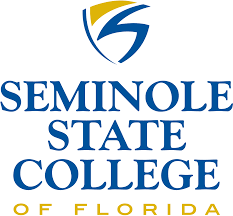 SEMINOLE
STATE
COLLEGE
OF FLORIDA